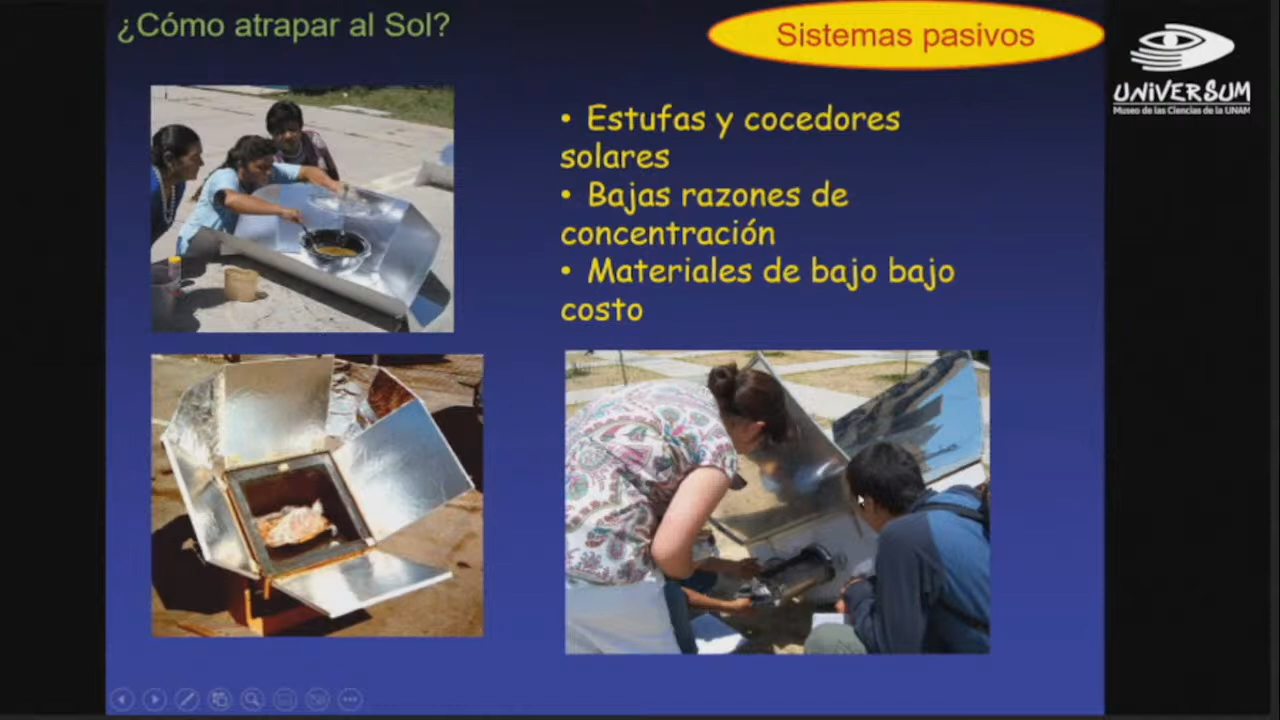 ¿Cómo atrapar al Sol?
Sistemas pasivos
UNIVERSUM
Museo de las Ciencias de la UNAM
• Estufas y cocedores
solares
• Bajas razones de
concentración
• Materiales de bajo bajo
costo